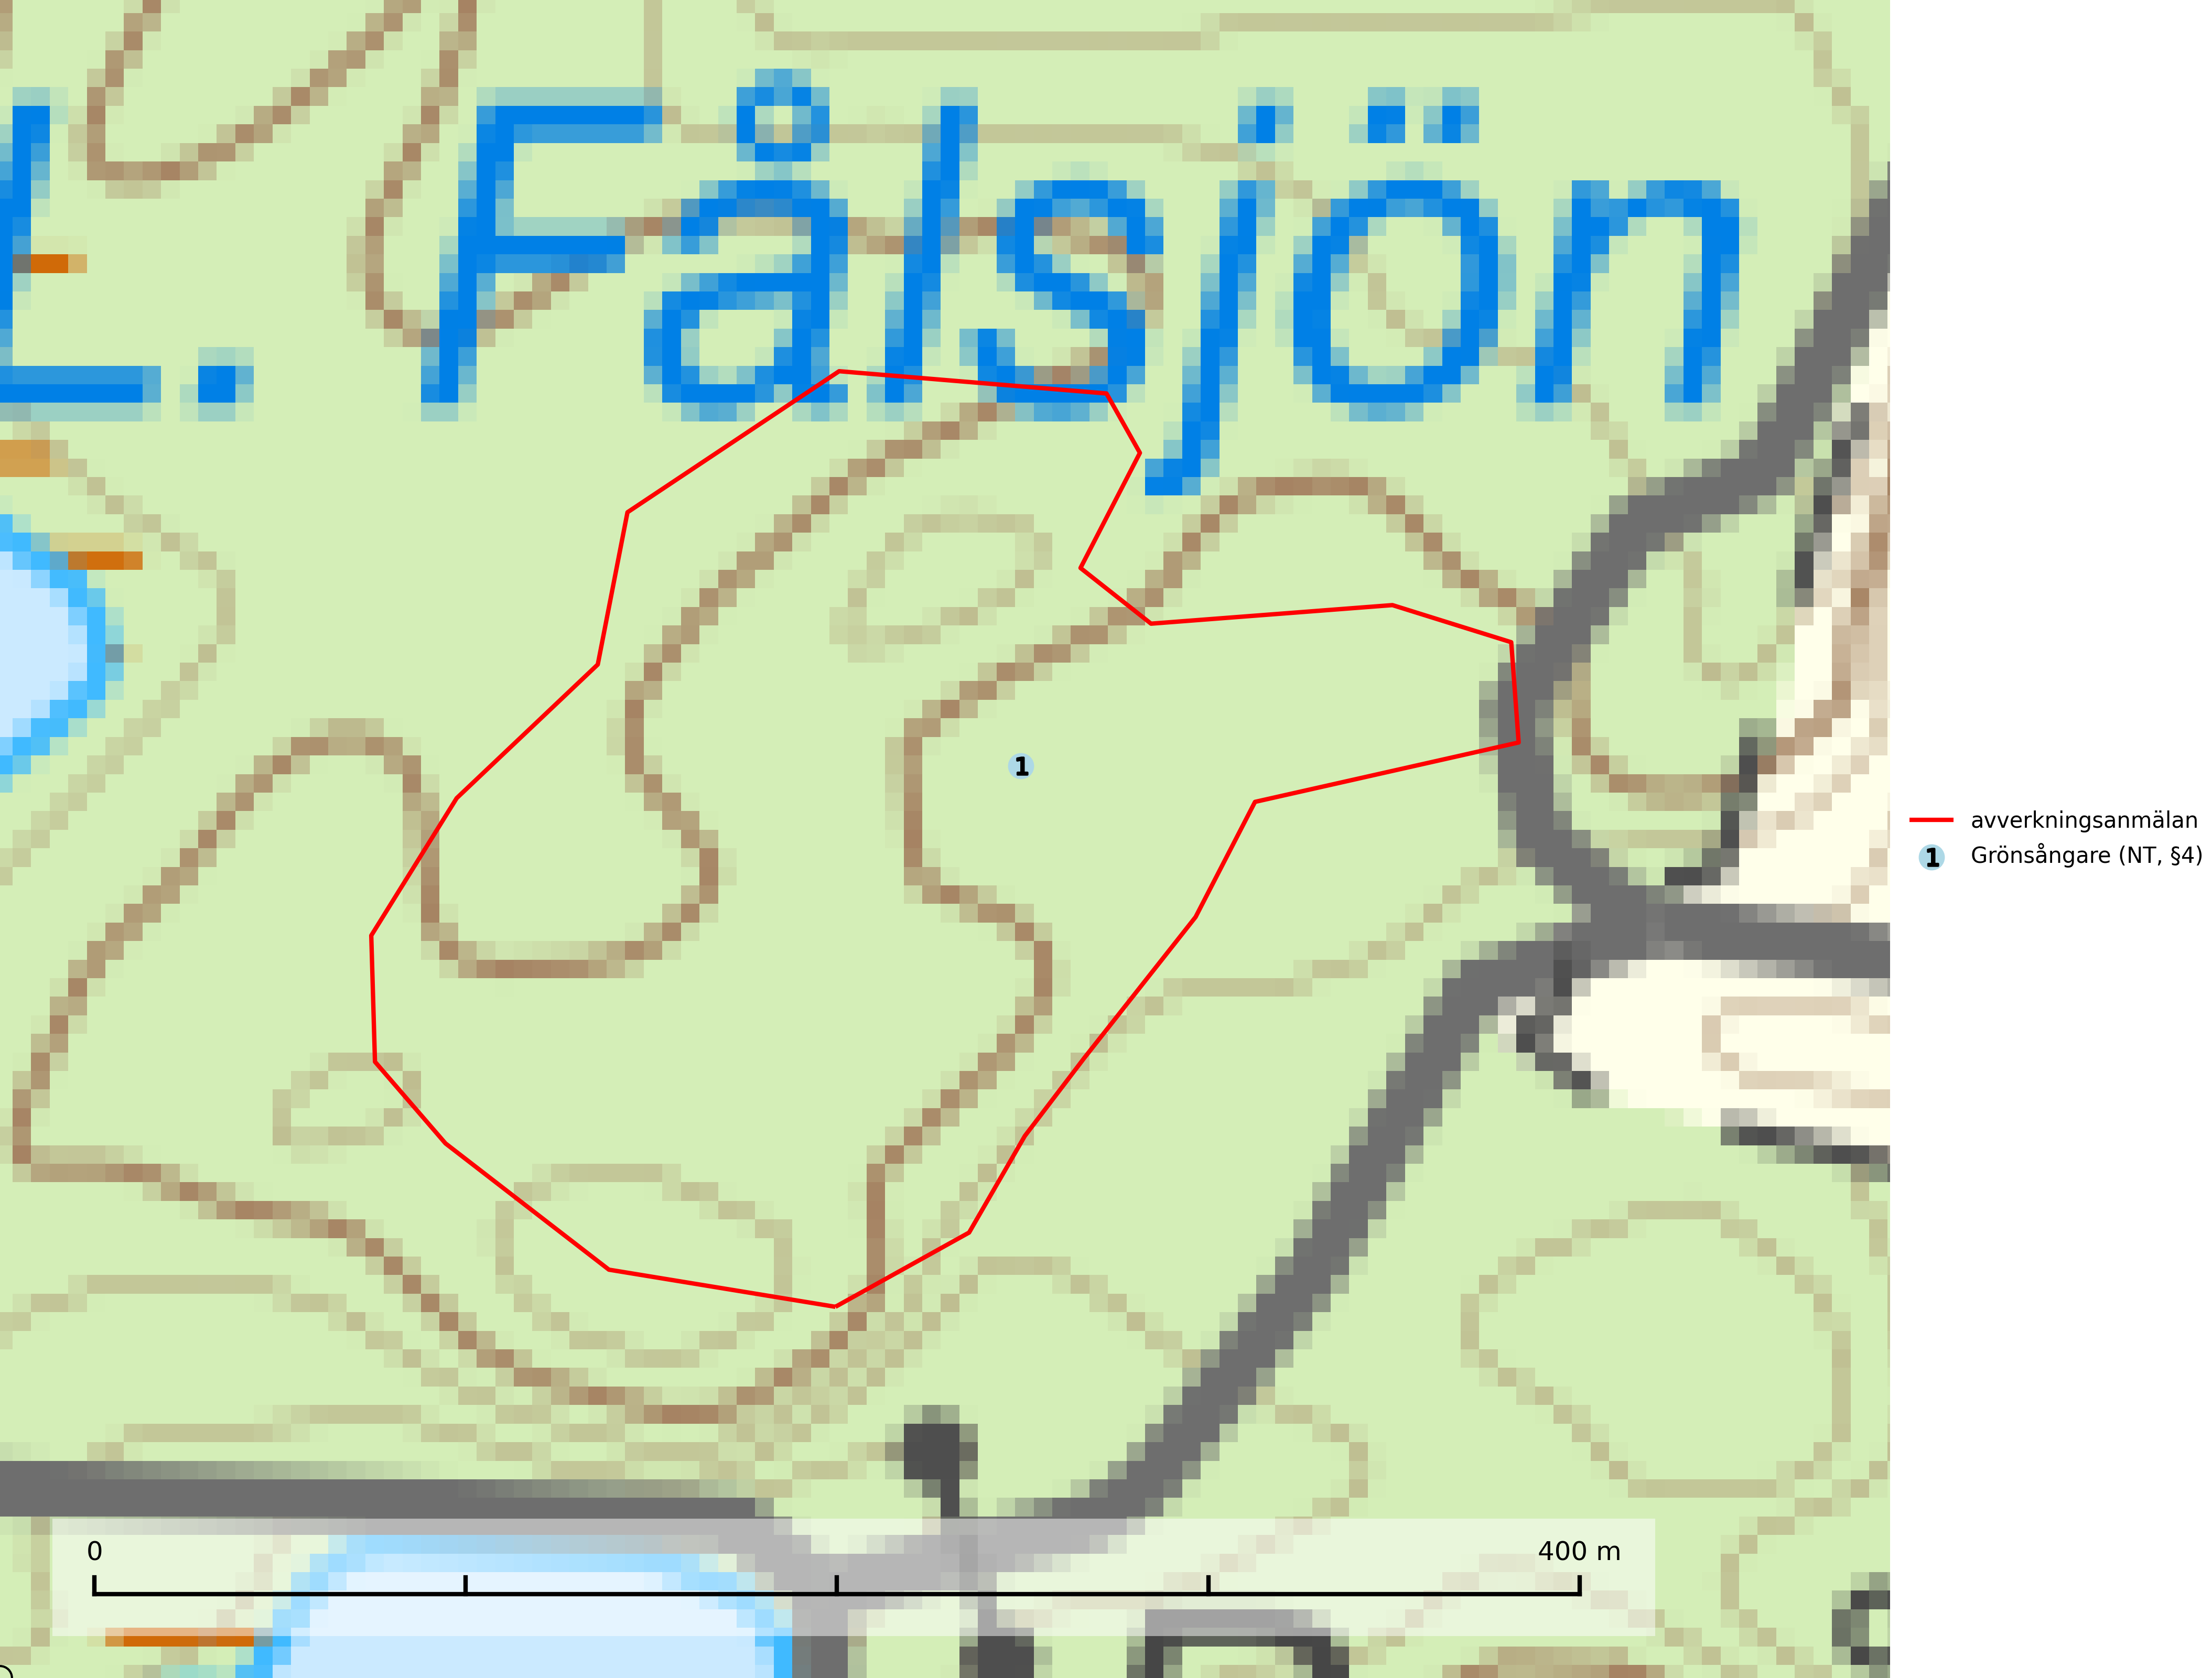 L. Fålsjön
1
avverkningsanmälan
1 Grönsångare (NT, §4)
0 400 m